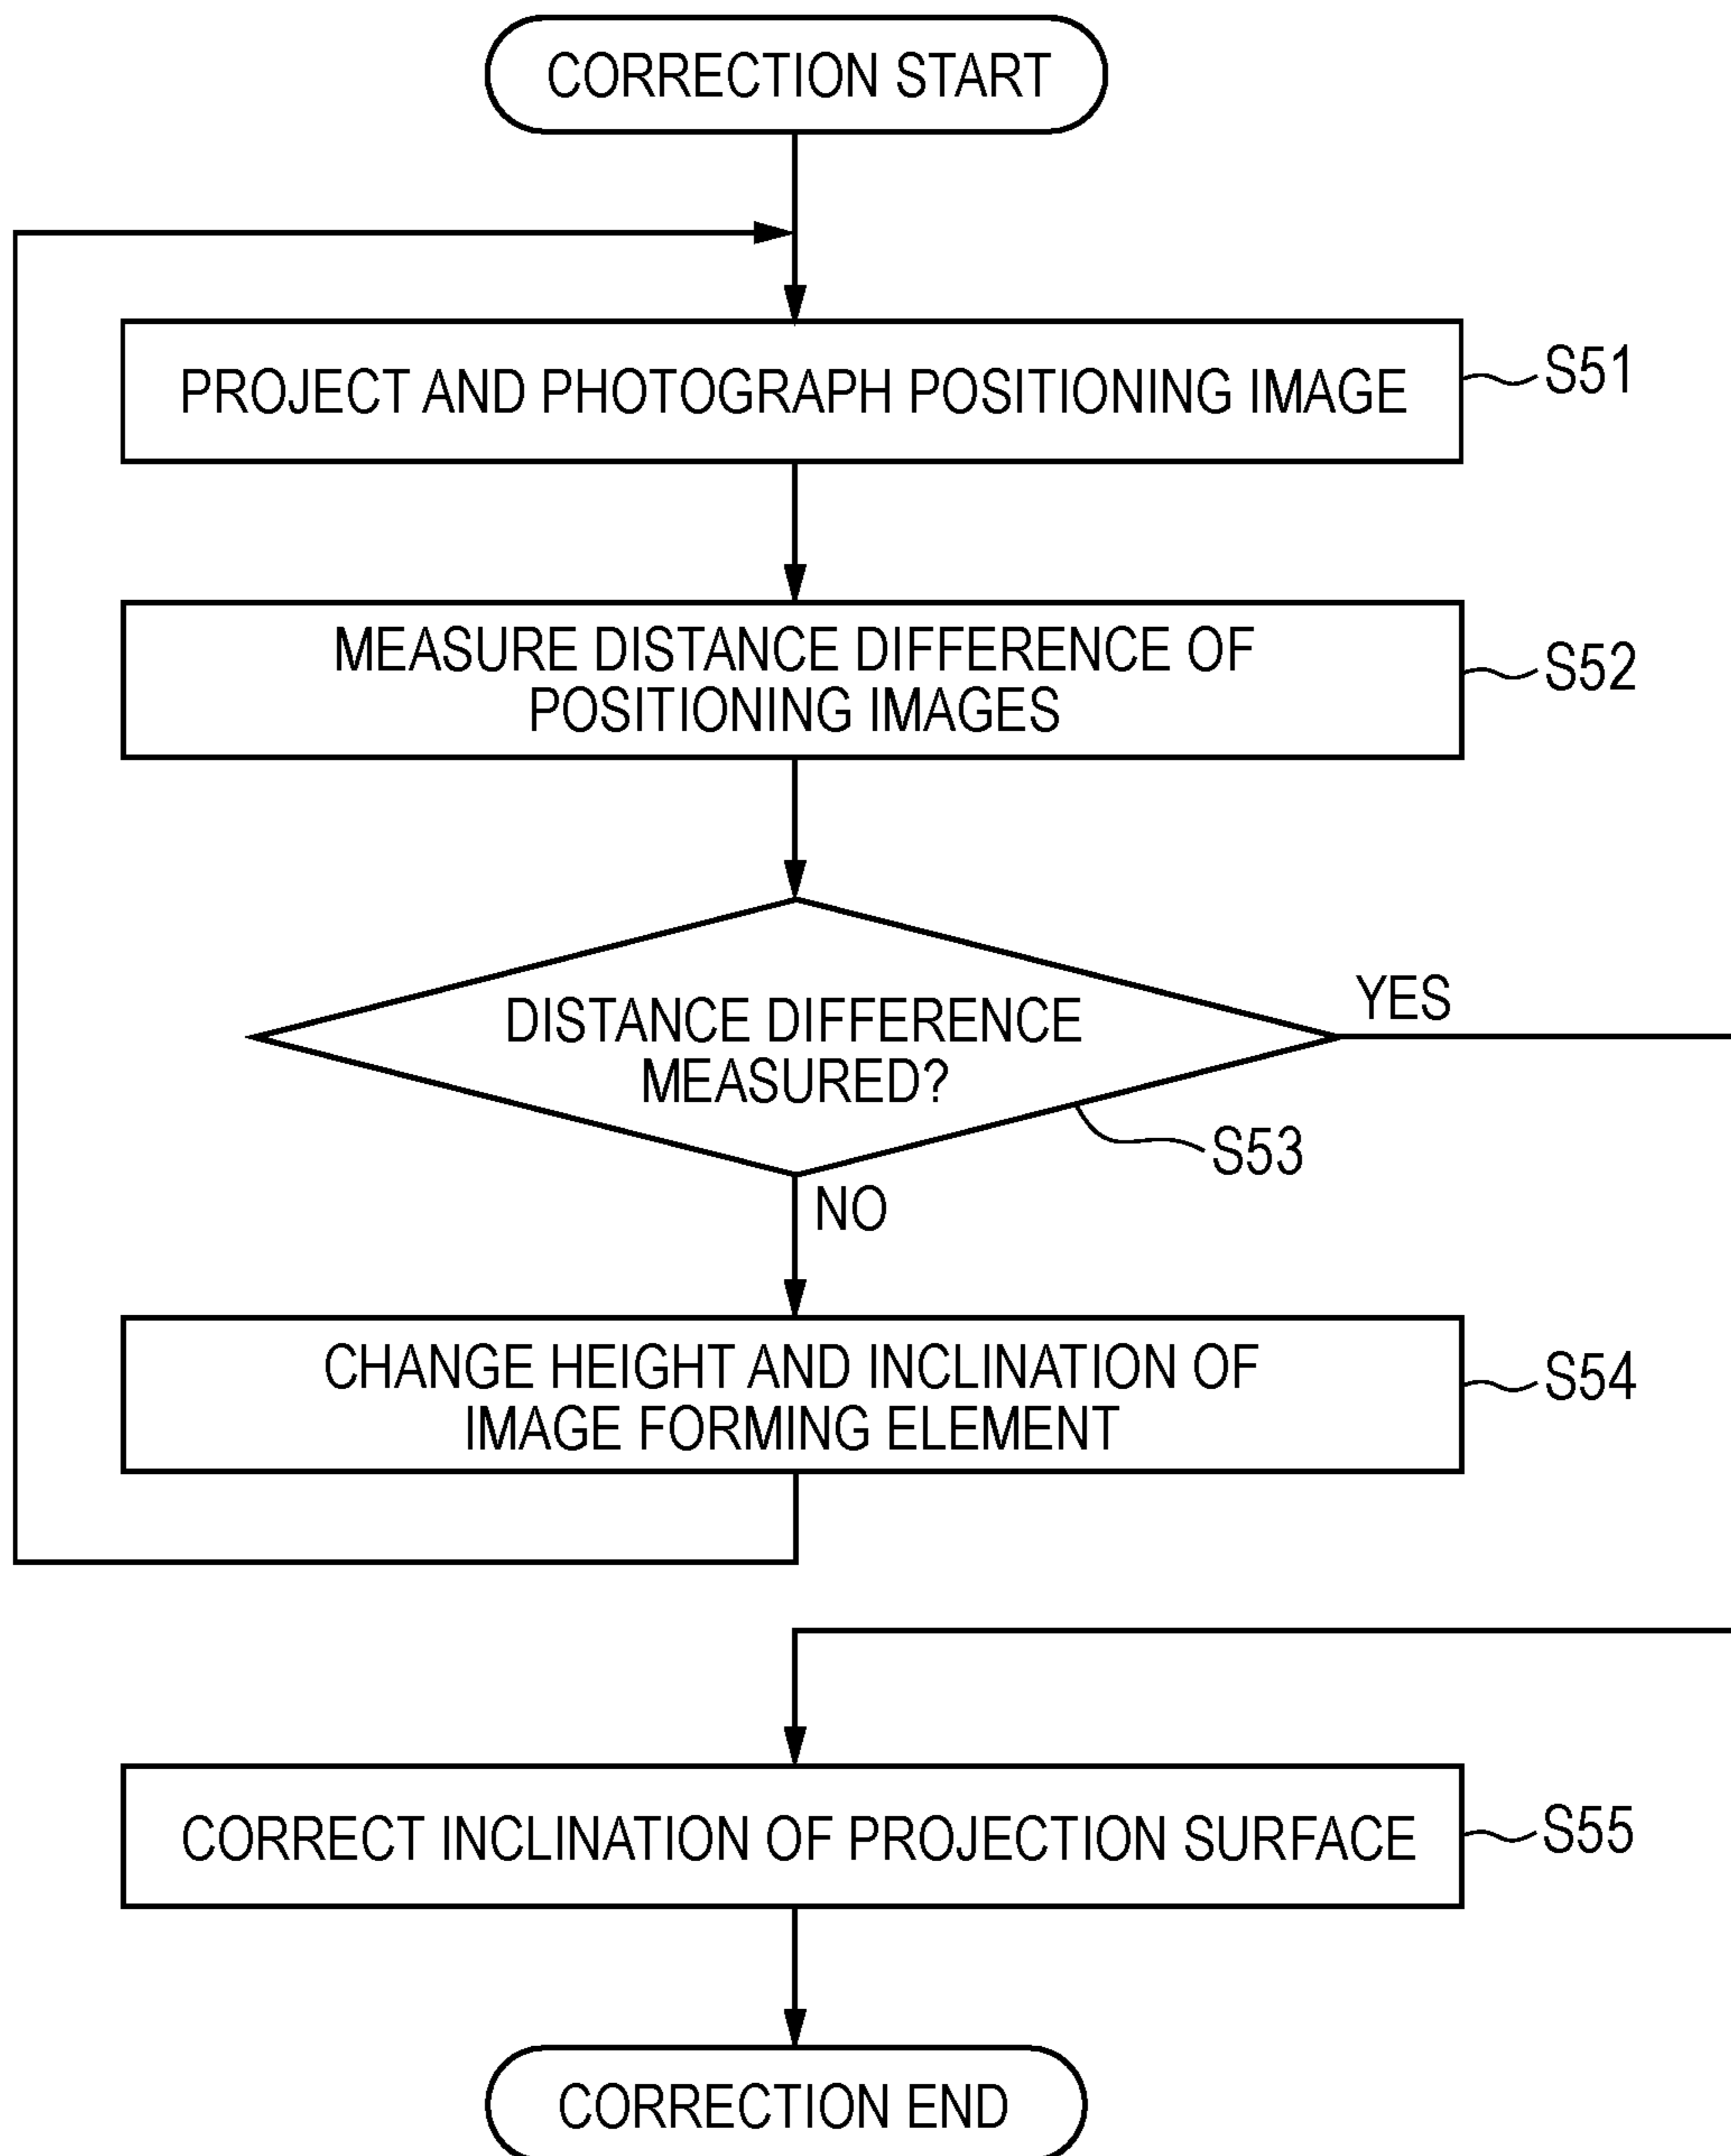 CORRECTION START
PROJECT AND PHOTOGRAPH POSITIONING IMAGE
S51
MEASURE DISTANCE DIFFERENCE OF
POSITIONING IMAGES
S52
DISTANCE DIFFERENCE
MEASURED?
YES
S53
NO
CHANGE HEIGHT AND INCLINATION OF
IMAGE FORMING ELEMENT
S54
CORRECT INCLINATION OF PROJECTION SURFACE
S55
CORRECTION END